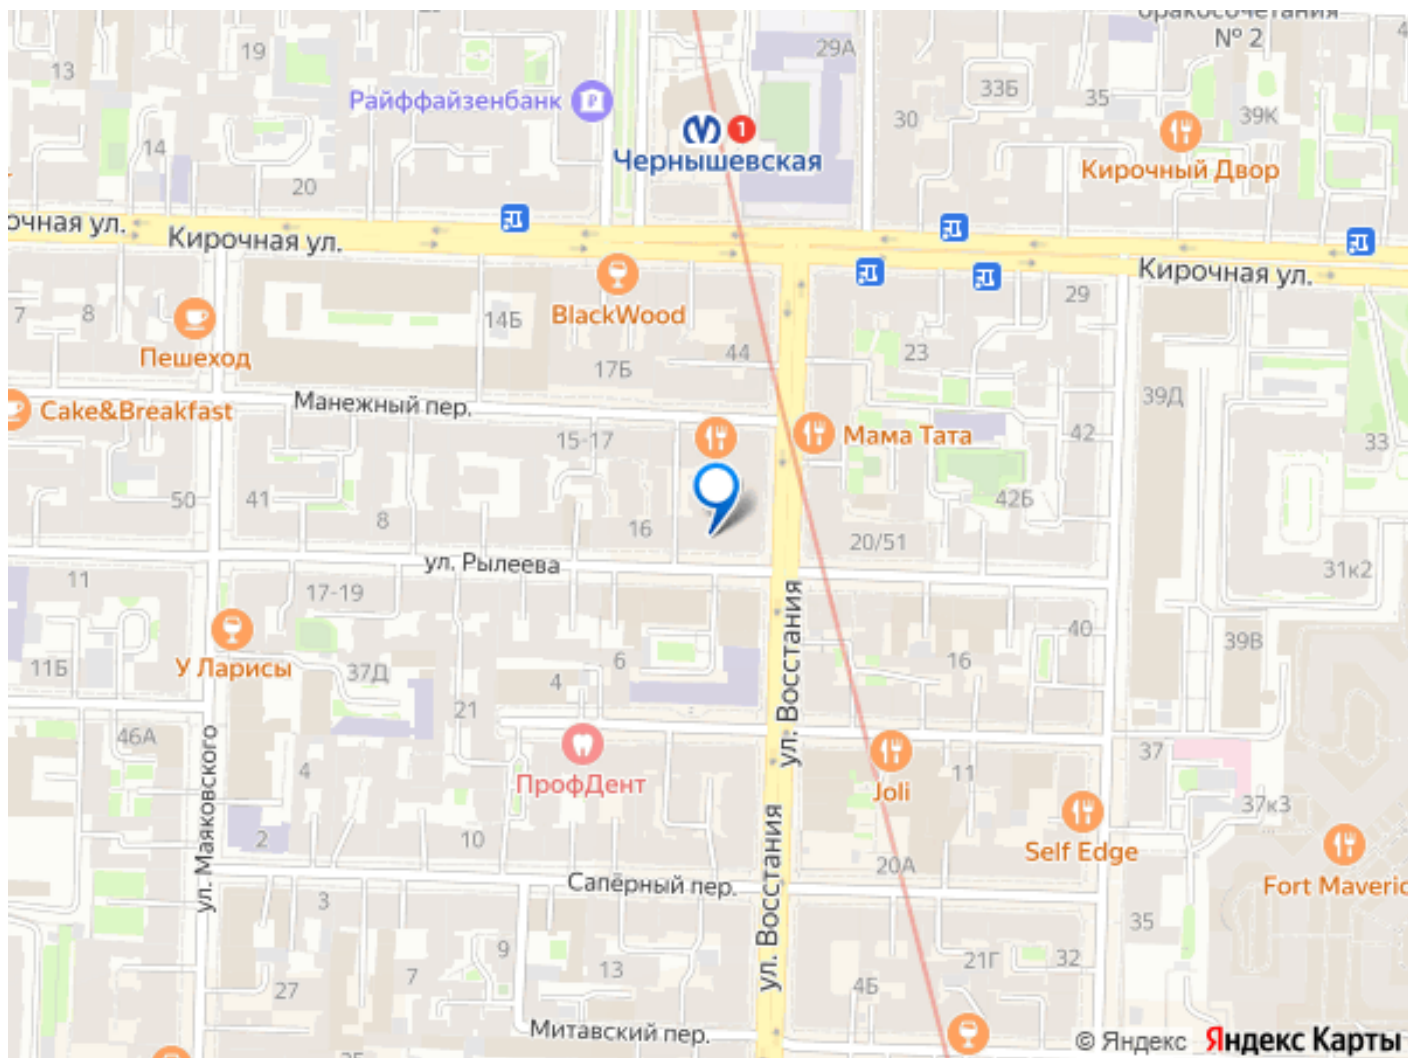 бракосочетания
№ 2
19
29А
13
33Б
35
Райффайзенбанк
39К
30
1
14
Чернышевская
Кирочный Двор
20
Кирочная ул.
Кирочная ул.
29
7
8
14Б
BlackWood
Пешеход
44
23
17Б
39Д
Манежный пер.
Cake&Breakfast
15-17
Мама Тата
42
33
50
41
8
16
42Б
20/51
ул. Рылеева
11
31к2
17-19
ул. Восстания
40
39В
11Б
У Ларисы
37Д
6
16
4
21
46А
ул. Маяковского
4
ПрофДент
Joli
11
37
37к3
2
10
Self Edge
20А
Сапёрный пер.
Fort Maveric
ул. Восстания
3
35
9
21Г
32
7
13
27
4Б
Митавский пер.
© Яндекс Яндекс Карты